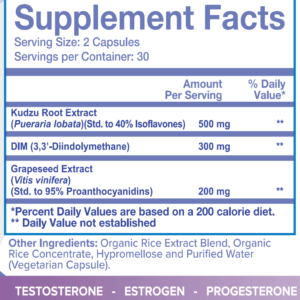 Supplement Facts
Serving Size: 2 Capsules
Servings per Container: 30
Amount Per Serving
% Daily Value*
Kudzu Root Extract
(Pueraria lobata)(Std. to 40% Isoflavones) 500 mg **
DIM (3,3'-Diindolymethane) 300 mg **
Grapeseed Extract
(Vitis vinifera)
(Std. to 95% Proanthocyanidins) 200 mg **
*Percent Daily Values are based on a 200 calorie diet.
** Daily Value not established
Other Ingredients: Organic Rice Extract Blend, Organic
Rice Concentrate, Hypromellose and Purified Water
(Vegetarian Capsule).
TESTOSTERONE - ESTROGEN - PROGESTERONE